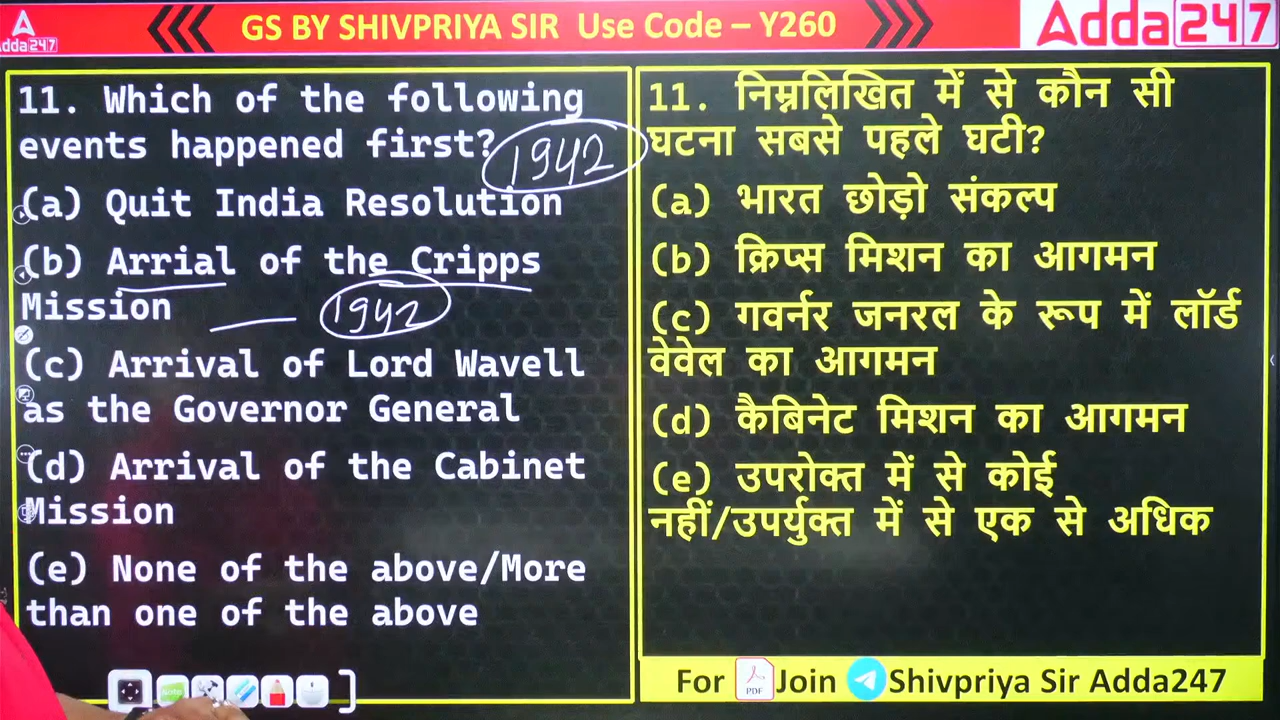 GS BY SHIVPRIYA SIR Use Code – Y260
Adda247
Adda247
11. Which of the following
events happened first?
1942
(a) Quit India Resolution
(b) Arrial of the Cripps
Mission
1942
(c) Arrival of Lord Wavell
as the Governor General
(d) Arrival of the Cabinet
Mission
(e) None of the above/More
than one of the above
11. निम्नलिखित में से कौन सी
घटना सबसे पहले घटी?
(a) भारत छोड़ो संकल्प
(b) क्रिप्स मिशन का आगमन
(c) गवर्नर जनरल के रूप में लॉर्ड
वेवेल का आगमन
(d) कैबिनेट मिशन का आगमन
(e) उपरोक्त में से कोई
नहीं/उपर्युक्त में से एक से अधिक
For PDF Join Shivpriya Sir Adda247